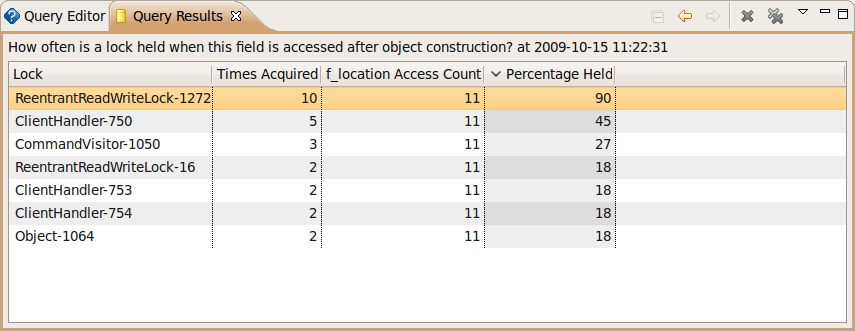 Query Editor Query Results
How often is a lock held when this field is accessed after object construction? at 2009-10-15 11:22:31
Lock Times Acquired f_location Access Count Percentage Held
ReentrantReadWriteLock-1272 10 11 90
ClientHandler-750 5 11 45
CommandVisitor-1050 3 11 27
ReentrantReadWriteLock-16 2 11 18
ClientHandler-753 2 11 18
ClientHandler-754 2 11 18
Object-1064 2 11 18